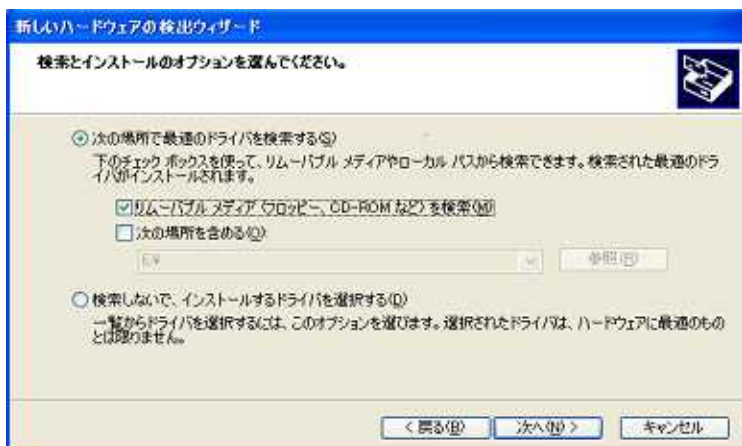 新しいハードウェアの検出ウィザード
検索とインストールのオプションを選んでください。
次の場所で最適のドライバを検索する(S)
下のチェック ボックスを使って、リムーバブル メディアやローカル パスから検索できます。検索された最適のドラ
イバがインストールされます。
リムーバブル メディア (フロッピー、CD-ROM など) を検索(M)
次の場所を含める(O):
E:¥
参照(R)
検索しないで、インストールするドライバを選択する(D)
一覧からドライバを選択するには、このオプションを選びます。選択されたドライバは、ハードウェアに最適のもの
とは限りません。
< 戻る(B)
次へ(N) >
キャンセル